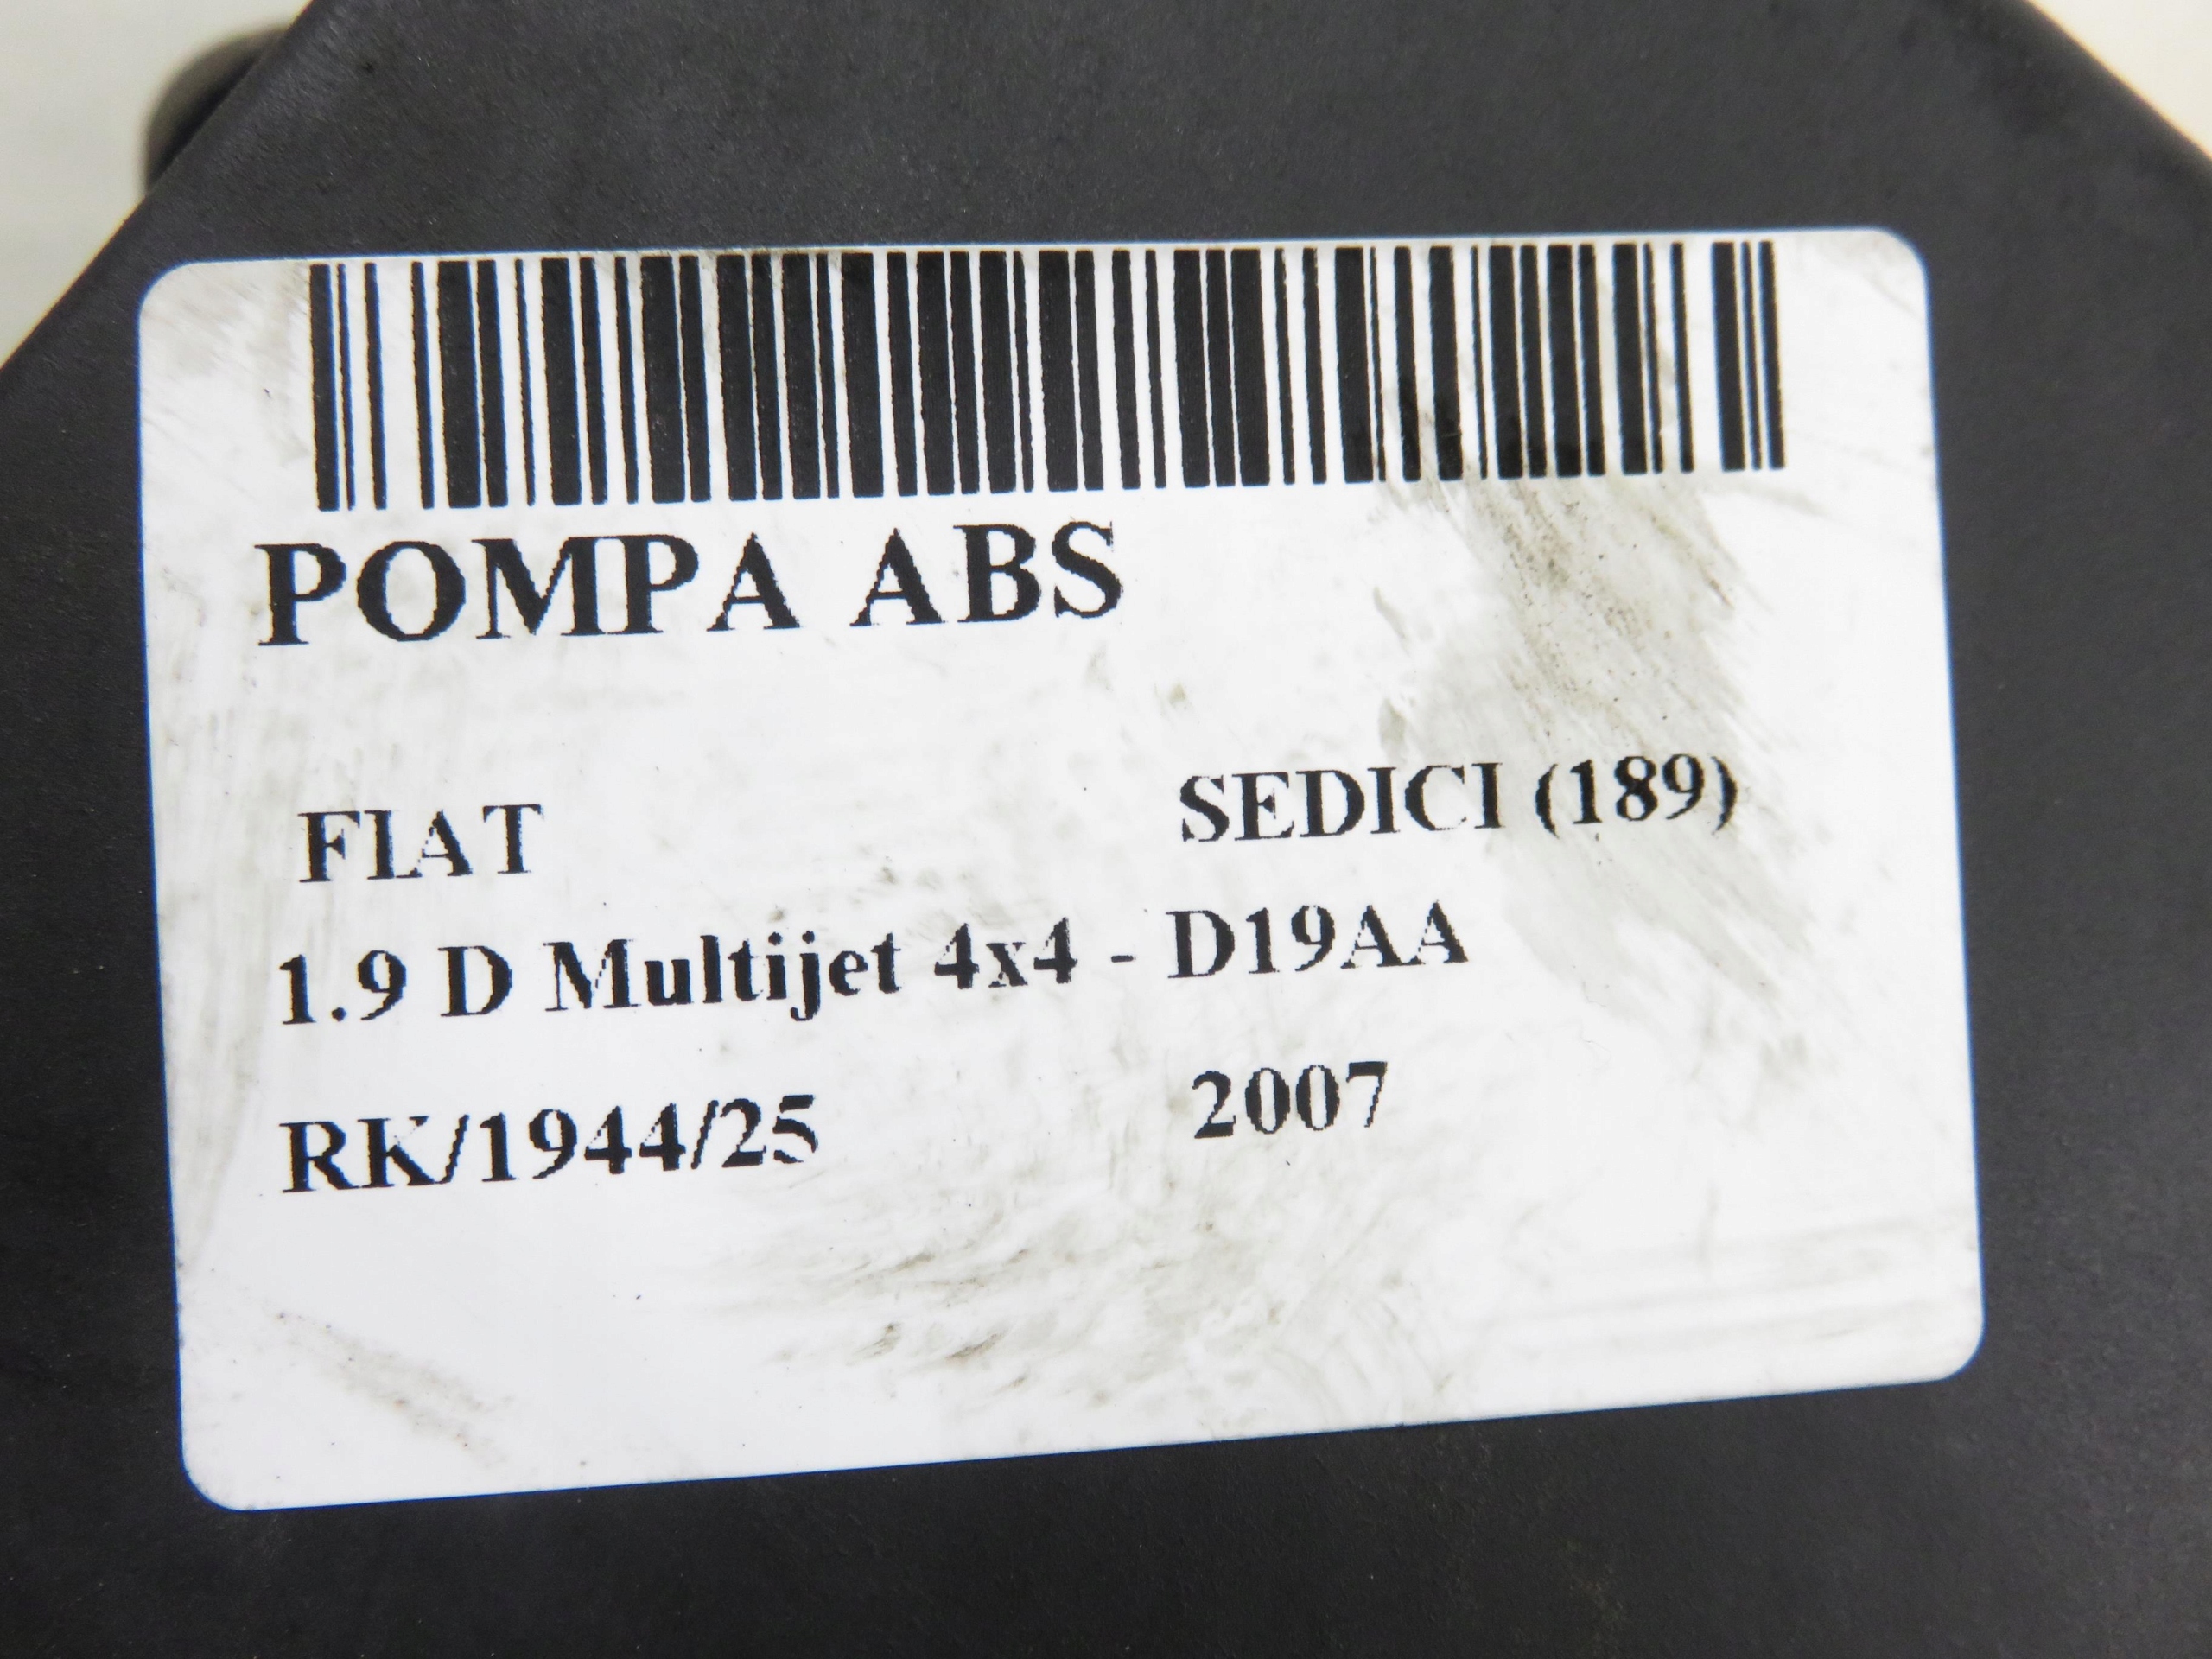 POMPA ABS
FIAT SEDICI (189)
1.9 D Multijet 4x4 - D19AA
RK/1944/25 2007